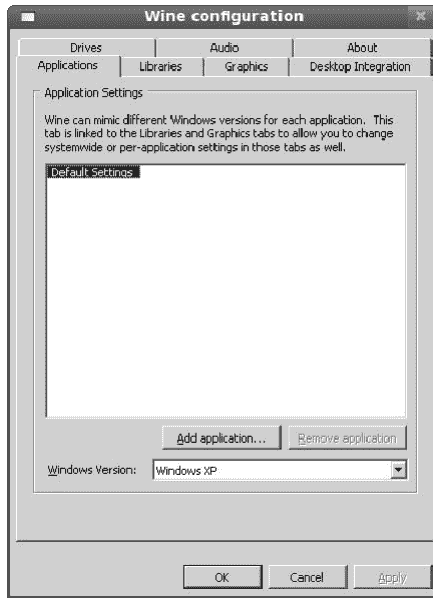 Wine configuration
Drives Audio About
Applications Libraries Graphics Desktop Integration
Application Settings
Wine can mimic different Windows versions for each application. This
tab is linked to the Libraries and Graphics tabs to allow you to change
systemwide or per-application settings in those tabs as well.
Default Settings
Add application... Remove application
Windows Version: Windows XP
OK Cancel Apply